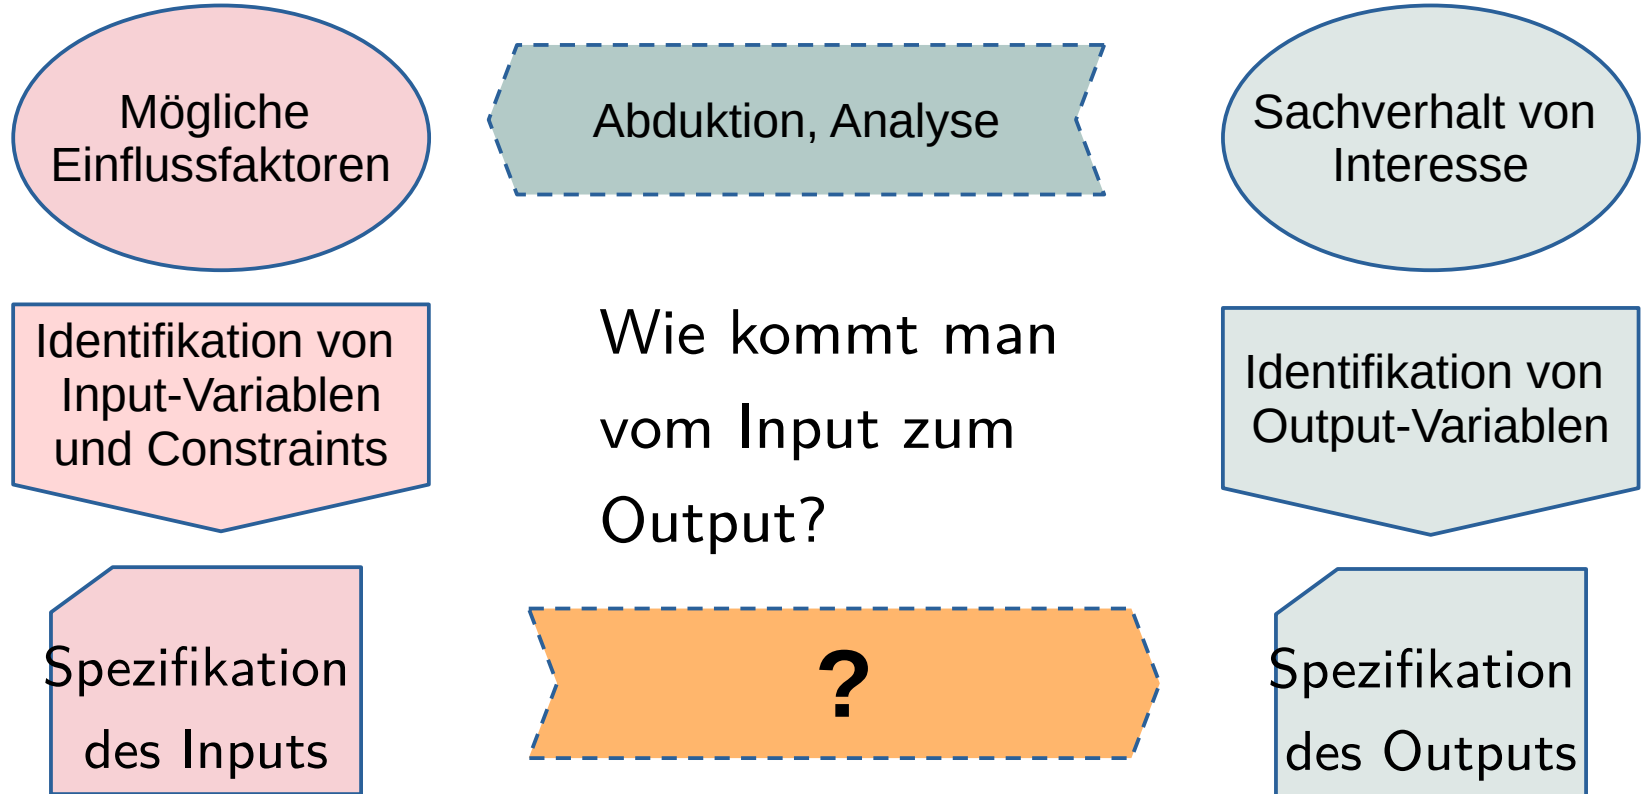 Mögliche
Einflussfaktoren
Abduktion, Analyse
Sachverhalt von
Interesse
Identifikation von
Input-Variablen
und Constraints
Wie kommt man
vom Input zum
Output?
Identifikation von
Output-Variablen
Spezifikation
des Inputs
?
Spezifikation
des Outputs